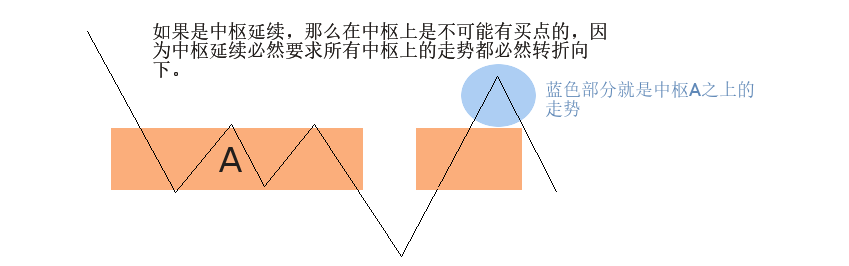 如果是中枢延续，那么在中枢上是不可能有买点的，因
为中枢延续必然要求所有中枢上的走势都必然转折向
下。
蓝色部分就是中枢A之上的
走势
A